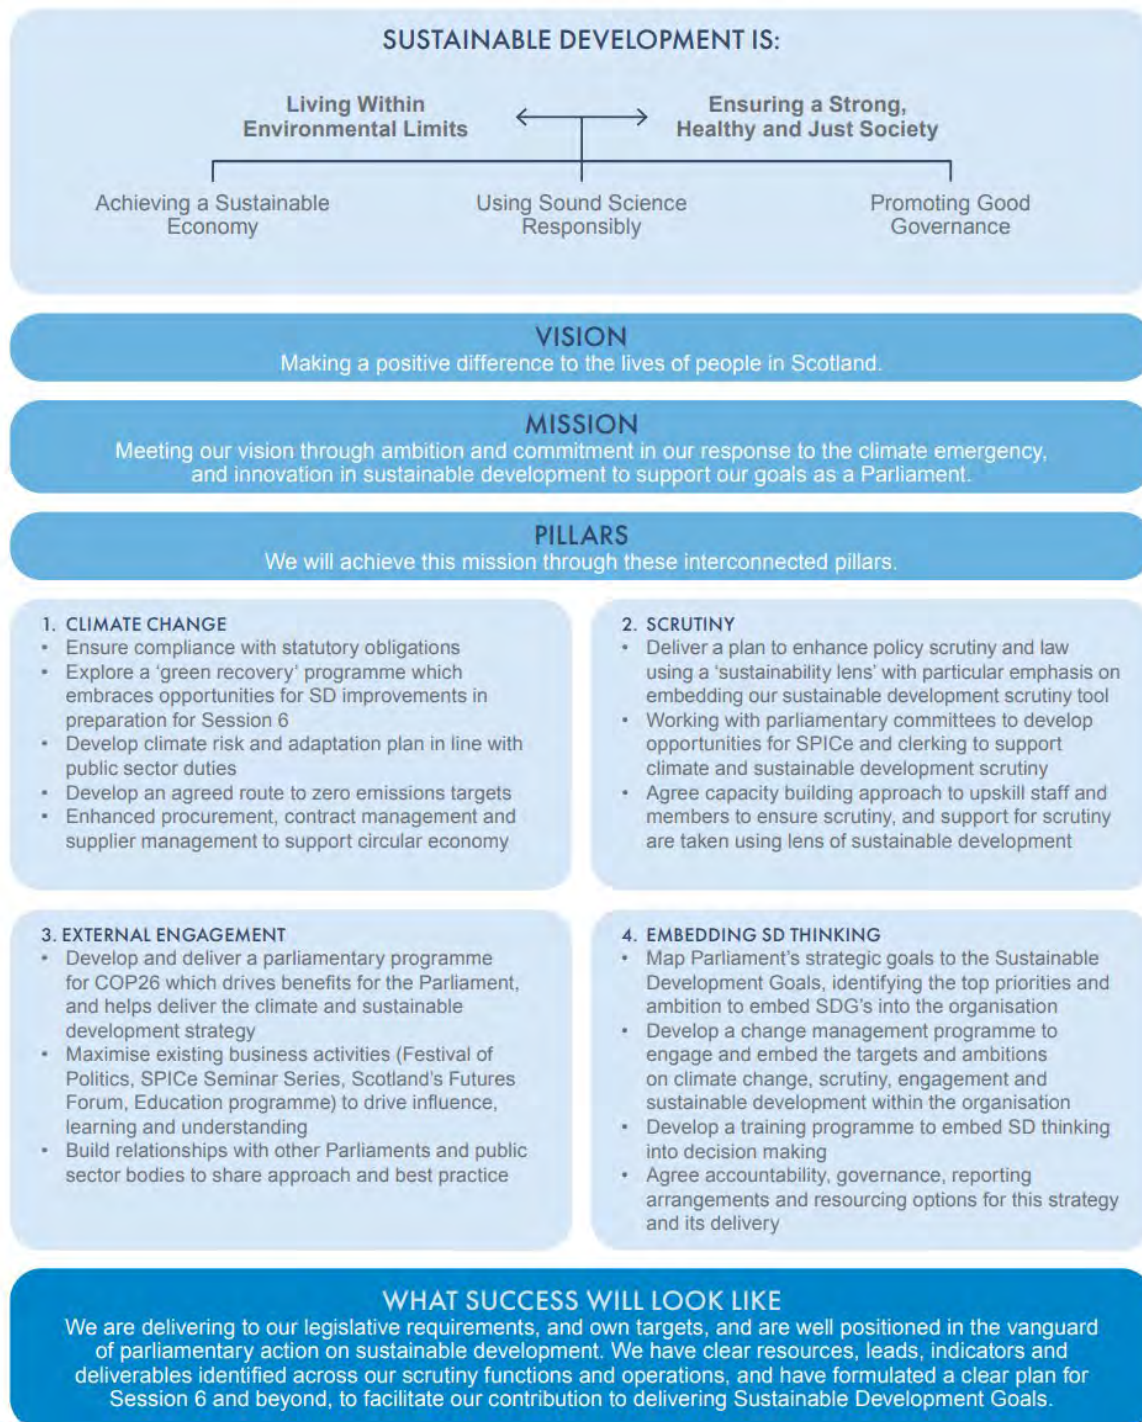 SUSTAINABLE DEVELOPMENT IS:
Living Within
Environmental Limits
Ensuring a Strong,
Healthy and Just Society
Achieving a Sustainable
Economy
Using Sound Science
Responsibly
Promoting Good
Governance
VISION
Making a positive difference to the lives of people in Scotland.
MISSION
Meeting our vision through ambition and commitment in our response to the climate emergency,
and innovation in sustainable development to support our goals as a Parliament.
PILLARS
We will achieve this mission through these interconnected pillars.
1. CLIMATE CHANGE
• Ensure compliance with statutory obligations
• Explore a ‘green recovery‘ programme which
embraces opportunities for SD improvements in
preparation for Session 6
• Develop climate risk and adaptation plan in line with
public sector duties
• Develop an agreed route to zero emissions targets
• Enhanced procurement, contract management and
supplier management to support circular economy
2. SCRUTINY
• Deliver a plan to enhance policy scrutiny and law
using a ‘sustainability lens’ with particular emphasis on
embedding our sustainable development scrutiny tool
• Working with parliamentary committees to develop
opportunities for SPICe and clerking to support
climate and sustainable development scrutiny
• Agree capacity building approach to upskill staff and
members to ensure scrutiny, and support for scrutiny
are taken using lens of sustainable development
3. EXTERNAL ENGAGEMENT
• Develop and deliver a parliamentary programme
for COP26 which drives benefits for the Parliament,
and helps deliver the climate and sustainable
development strategy
• Maximise existing business activities (Festival of
Politics, SPICe Seminar Series, Scotland’s Futures
Forum, Education programme) to drive influence,
learning and understanding
• Build relationships with other Parliaments and public
sector bodies to share approach and best practice
4. EMBEDDING SD THINKING
• Map Parliament’s strategic goals to the Sustainable
Development Goals, identifying the top priorities and
ambition to embed SDG’s into the organisation
• Develop a change management programme to
engage and embed the targets and ambitions
on climate change, scrutiny, engagement and
sustainable development within the organisation
• Develop a training programme to embed SD thinking
into decision making
• Agree accountability, governance, reporting
arrangements and resourcing options for this strategy
and its delivery
WHAT SUCCESS WILL LOOK LIKE
We are delivering to our legislative requirements, and own targets, and are well positioned in the vanguard
of parliamentary action on sustainable development. We have clear resources, leads, indicators and
deliverables identified across our scrutiny functions and operations, and have formulated a clear plan for
Session 6 and beyond, to facilitate our contribution to delivering Sustainable Development Goals.